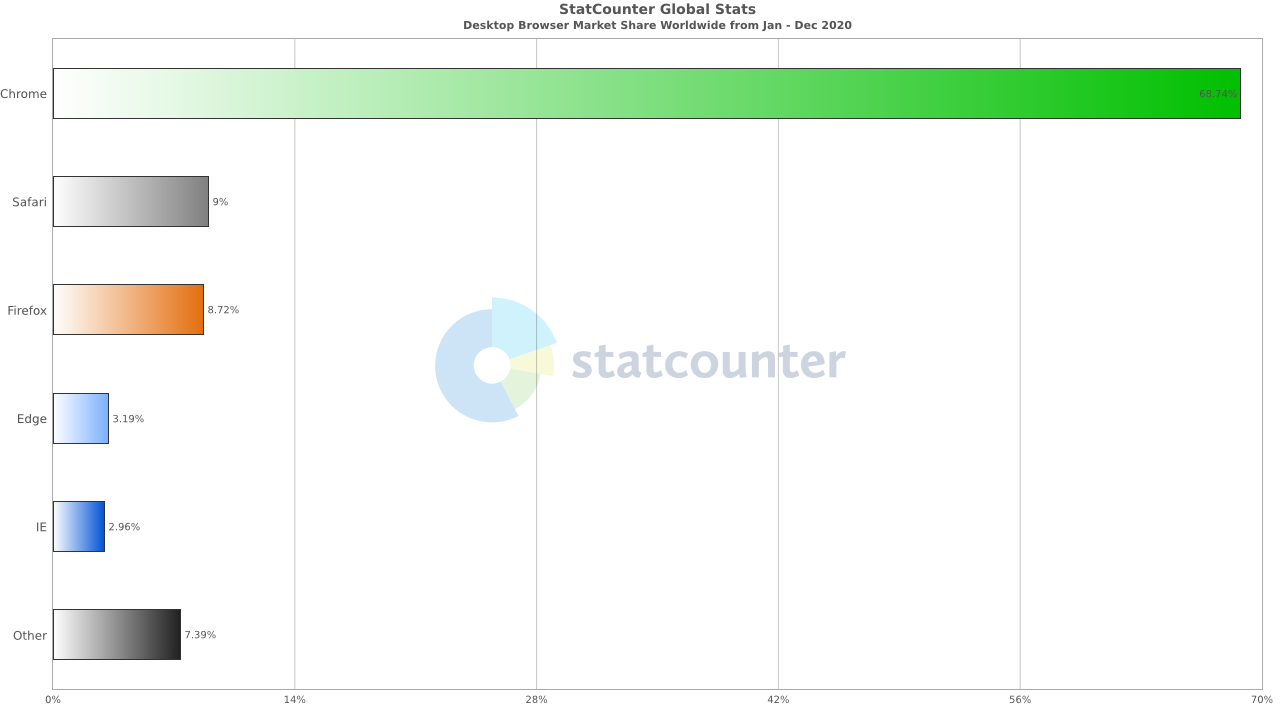 StatCounter Global Stats
Desktop Browser Market Share Worldwide from Jan - Dec 2020
Chrome 68.74%
Safari 9%
Firefox 8.72%
statcounter
Edge 3.19%
IE 2.96%
Other 7.39%
0% 14% 28% 42% 56% 70%